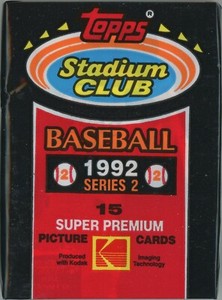 Topps®
Stadium
CLUB
BASEBALL
2 1992 2
SERIES 2
15
SUPER PREMIUM
PICTURE CARDS
Produced with Kodak Imaging Technology
Kodak